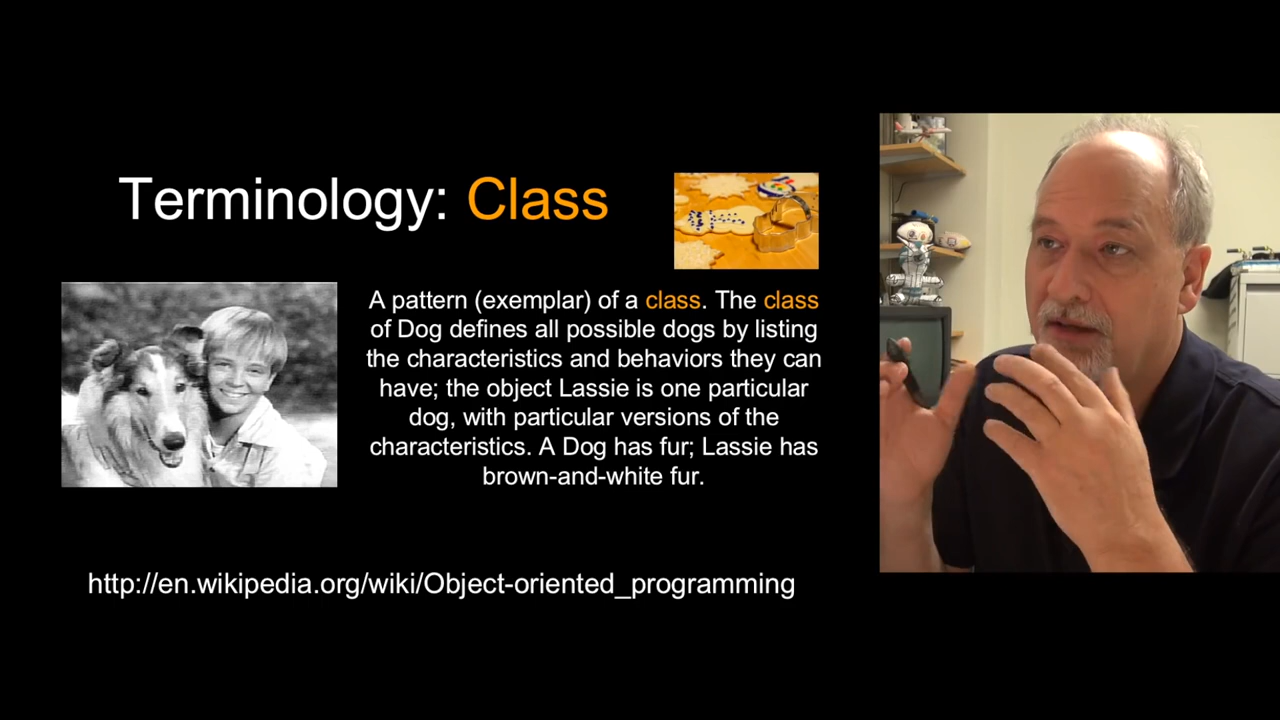 Terminology: Class
A pattern (exemplar) of a class. The class
of Dog defines all possible dogs by listing
the characteristics and behaviors they can
have; the object Lassie is one particular
dog, with particular versions of the
characteristics. A Dog has fur; Lassie has
brown-and-white fur.
http://en.wikipedia.org/wiki/Object-oriented_programming